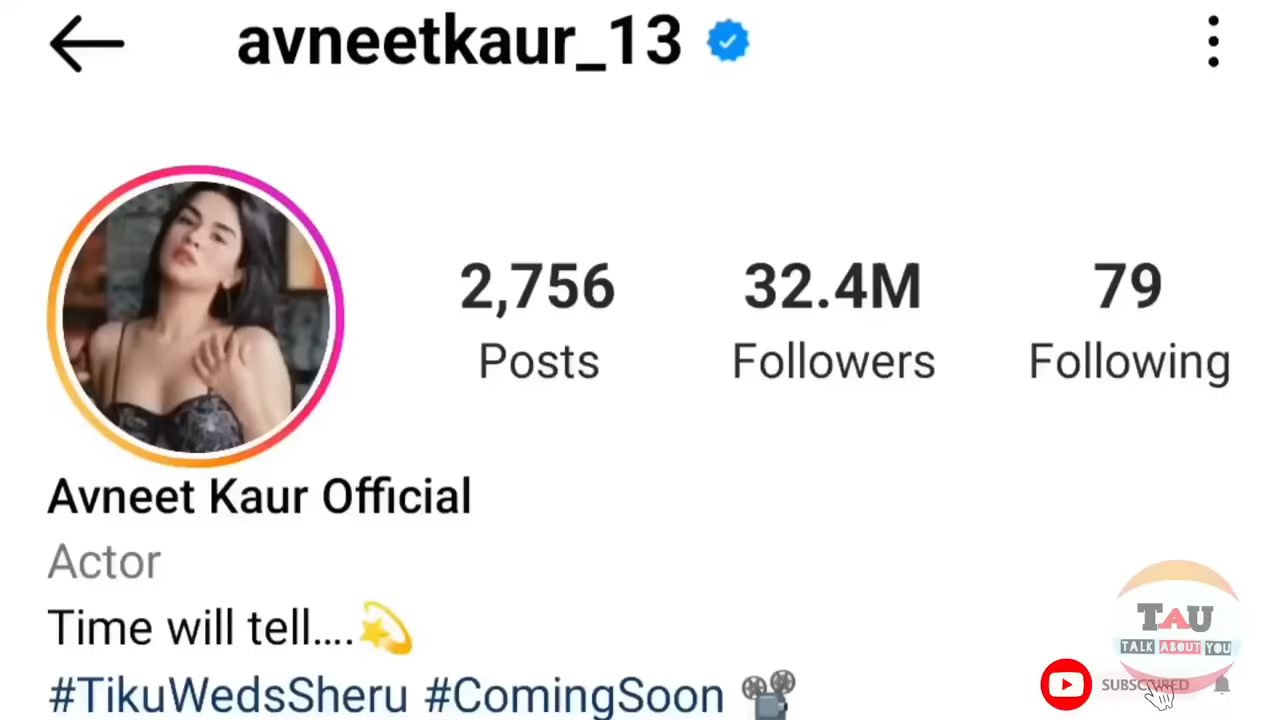 avneetkaur_13
2,756 32.4M 79
Posts Followers Following
Avneet Kaur Official
Actor
Time will tell....💫
#TikuWedsSheru #ComingSoon 📽
TAU
TALK ABOUT YOU